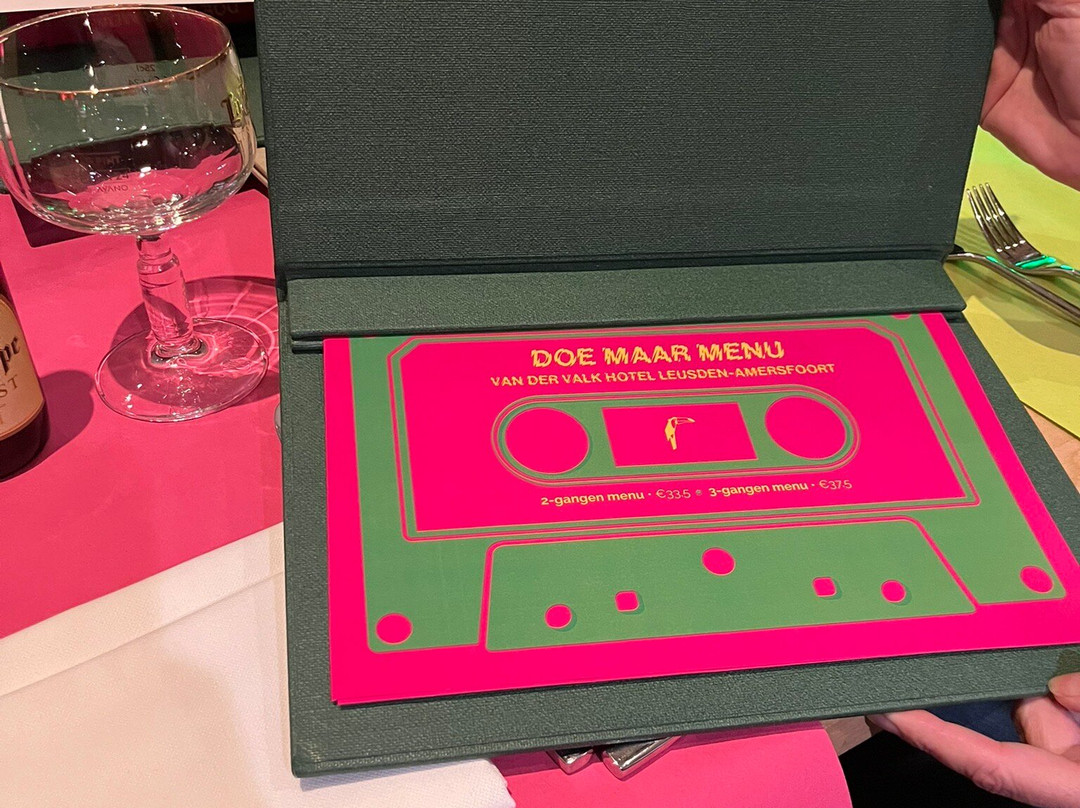 DOE MAAR MENU
VAN DER VALK HOTEL LEUSDEN-AMERSFOORT
2-gangen menu • €33.5 * 3-gangen menu • €37.5